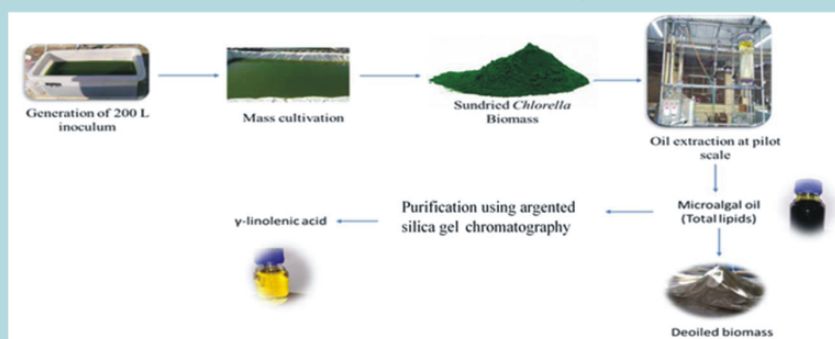 Generation of 200 L
inoculum
Mass cultivation
Sundried Chlorella
Biomass
Oil extraction at pilot
scale
Microalgal oil
(Total lipids)
Purification using argented
silica gel chromatography
γ-linolenic acid
Deoiled biomass